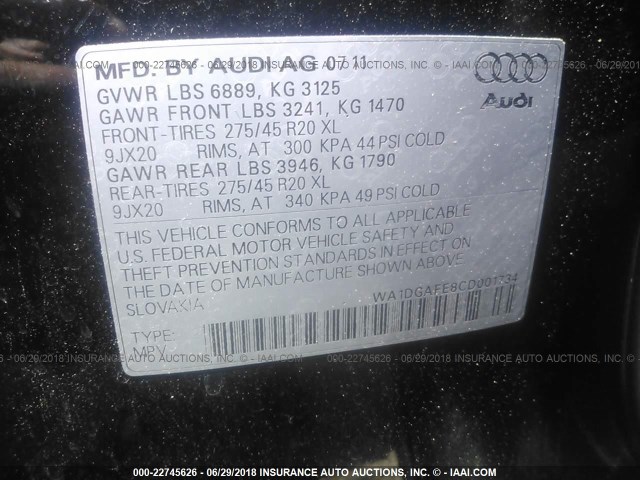 MFD. BY AUDI AG 07 11
GVWR LBS 6889, KG 3125
GAWR FRONT LBS 3241, KG 1470
FRONT-TIRES 275/45 R20 XL
9JX20 RIMS, AT 300 KPA 44 PSI COLD
GAWR REAR LBS 3946, KG 1790
REAR-TIRES 275/45 R20 XL
9JX20 RIMS, AT 340 KPA 49 PSI COLD
Audi
THIS VEHICLE CONFORMS TO ALL APPLICABLE
U.S. FEDERAL MOTOR VEHICLE SAFETY AND
THEFT PREVENTION STANDARDS IN EFFECT ON
THE DATE OF MANUFACTURE SHOWN ABOVE
SLOVAKIA
WA1DGAFE8CD001734
TYPE:
MPV
000-22745626 - 06/29/2018 INSURANCE AUTO AUCTIONS - © - IAAI.COM